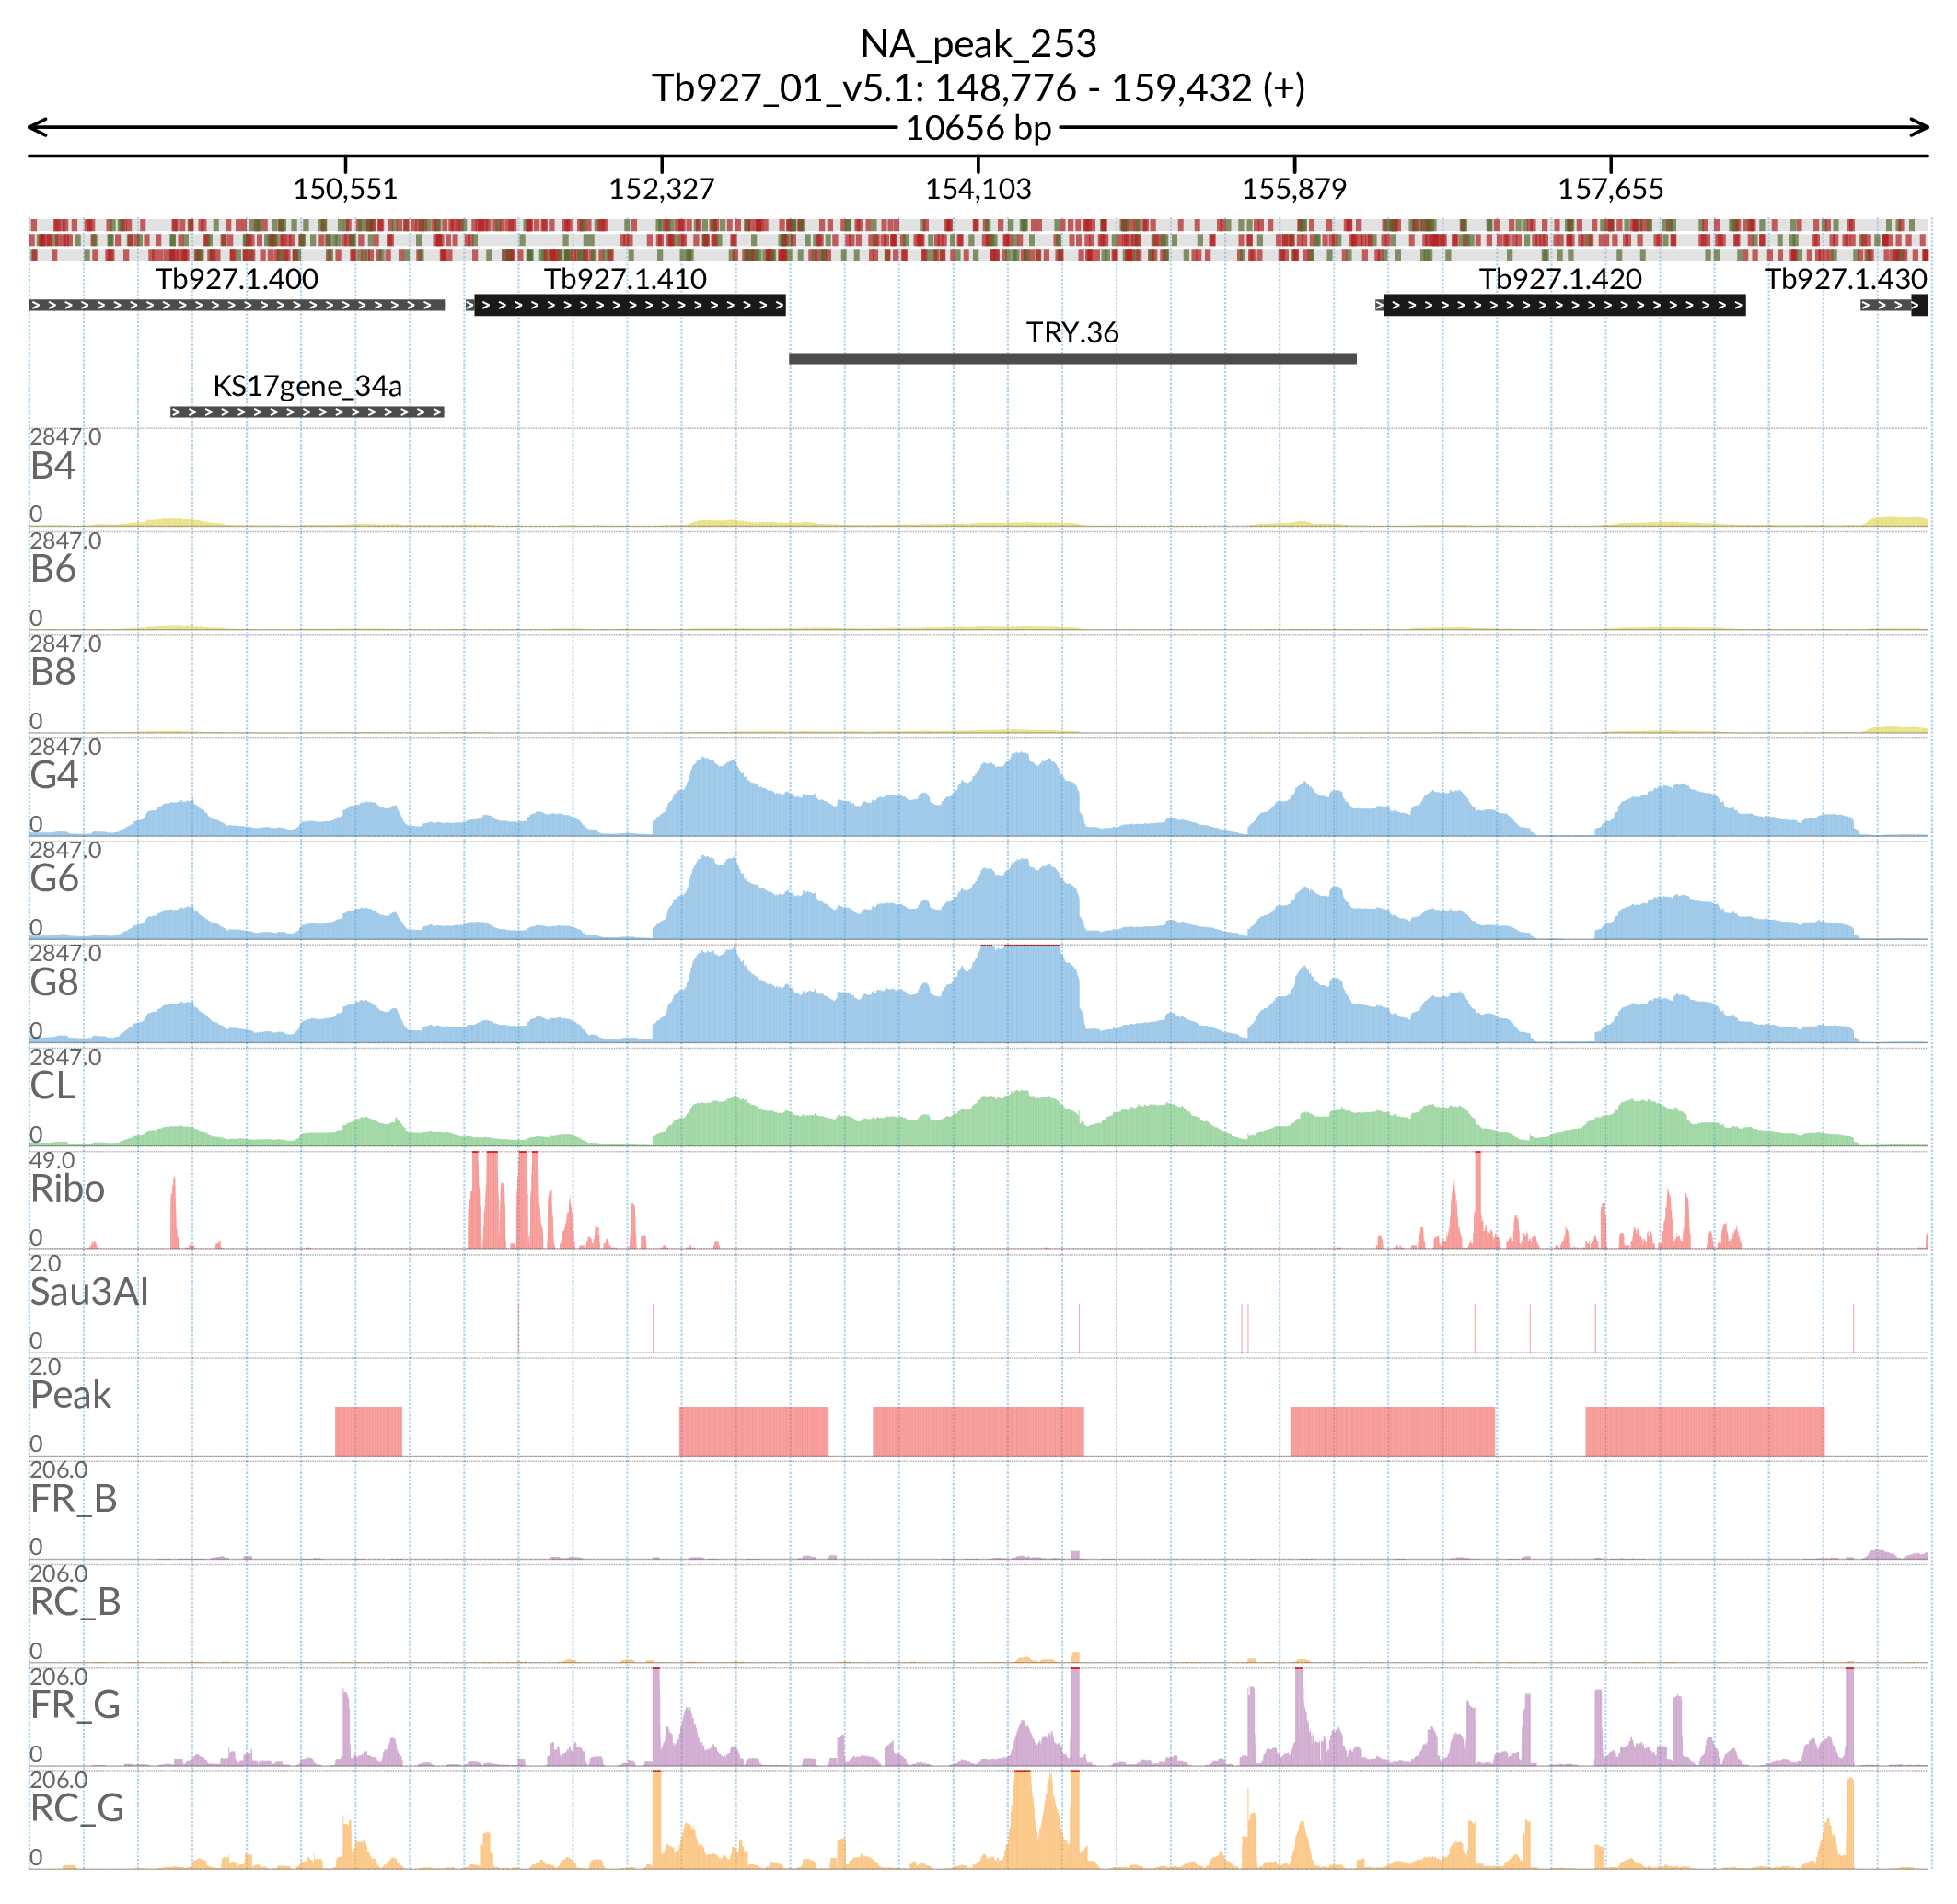 NA_peak_253
Tb927_01_v5.1: 148,776 - 159,432 (+)
10656 bp
150,551 152,327 154,103 155,879 157,655
Tb927.1.400 Tb927.1.410 Tb927.1.420 Tb927.1.430
TRY.36
KS17gene_34a
2847.0
B4
0
2847.0
B6
0
2847.0
B8
0
2847.0
G4
0
2847.0
G6
0
2847.0
G8
0
2847.0
CL
0
49.0
Ribo
0
2.0
Sau3AI
0
2.0
Peak
0
206.0
FR_B
0
206.0
RC_B
0
206.0
FR_G
0
206.0
RC_G
0